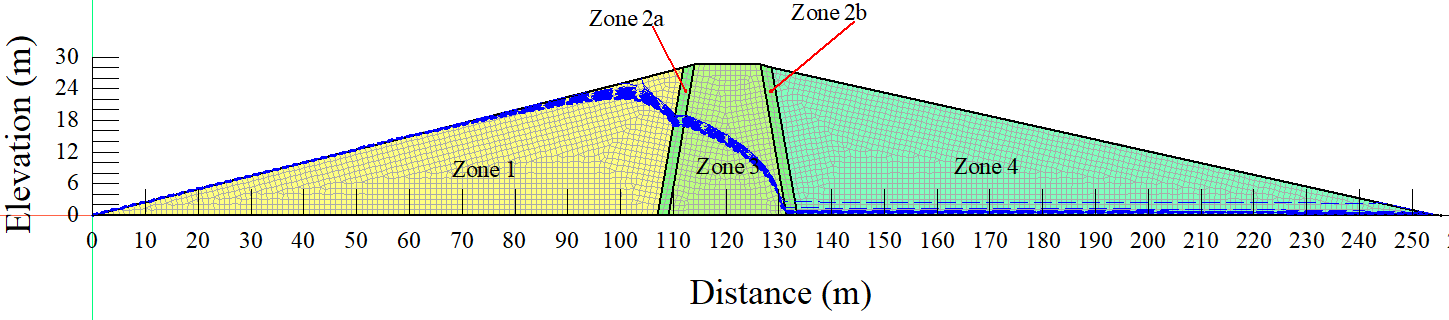 Zone 2a
Zone 2b
Elevation (m)
30
24
18
12
6
0
Zone 1
Zone 3
Zone 4
0 10 20 30 40 50 60 70 80 90 100 110 120 130 140 150 160 170 180 190 200 210 220 230 240 250
Distance (m)